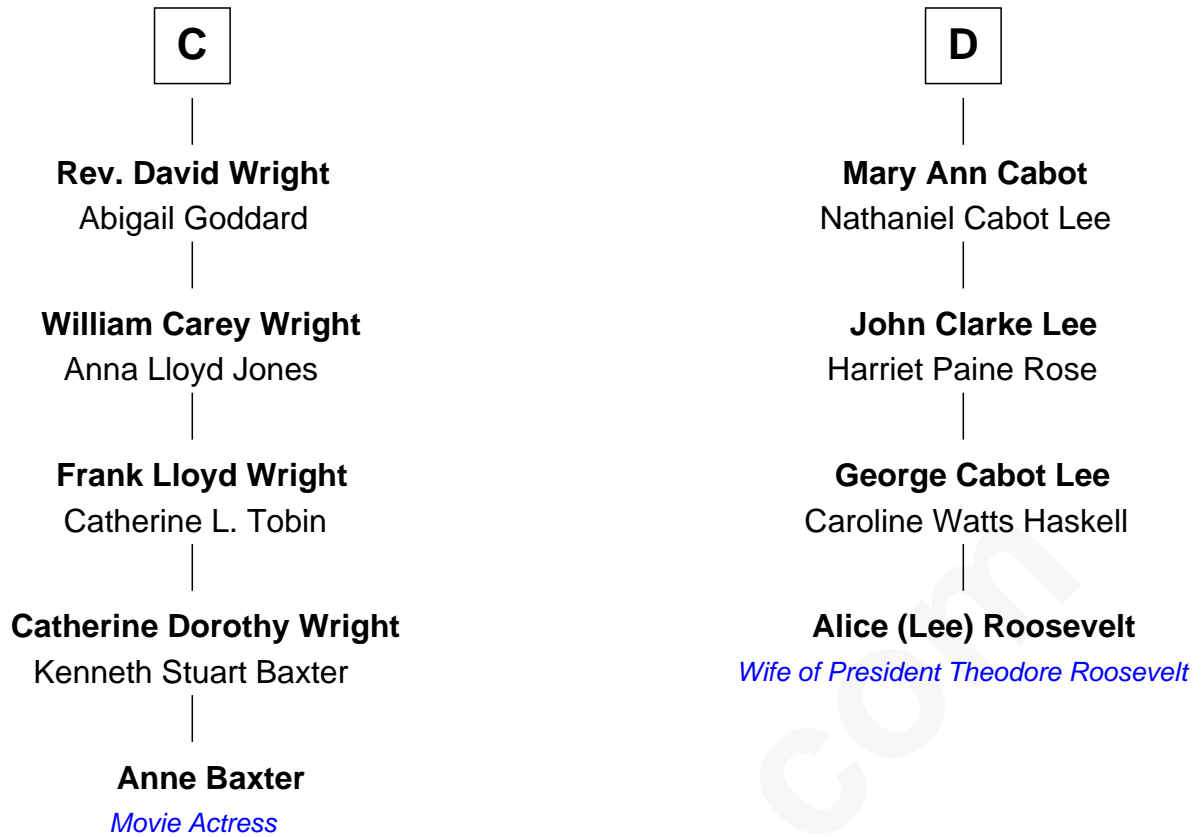 C
Rev. David Wright
Abigail Goddard
William Carey Wright
Anna Lloyd Jones
Frank Lloyd Wright
Catherine L. Tobin
Catherine Dorothy Wright
Kenneth Stuart Baxter
Anne Baxter
Movie Actress
D
Mary Ann Cabot
Nathaniel Cabot Lee
John Clarke Lee
Harriet Paine Rose
George Cabot Lee
Caroline Watts Haskell
Alice (Lee) Roosevelt
Wife of President Theodore Roosevelt
com